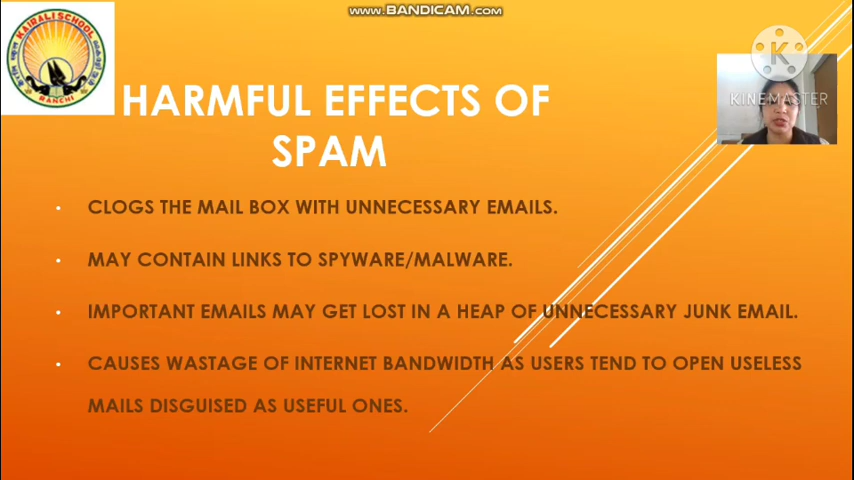 WWW.BANDICAM.COM
KAIRALI SCHOOL
RANCHI
KINEMASTER
HARMFUL EFFECTS OF
SPAM
• CLOGS THE MAIL BOX WITH UNNECESSARY EMAILS.
• MAY CONTAIN LINKS TO SPYWARE/MALWARE.
• IMPORTANT EMAILS MAY GET LOST IN A HEAP OF UNNECESSARY JUNK EMAIL.
• CAUSES WASTAGE OF INTERNET BANDWIDTH AS USERS TEND TO OPEN USELESS
MAILS DISGUISED AS USEFUL ONES.